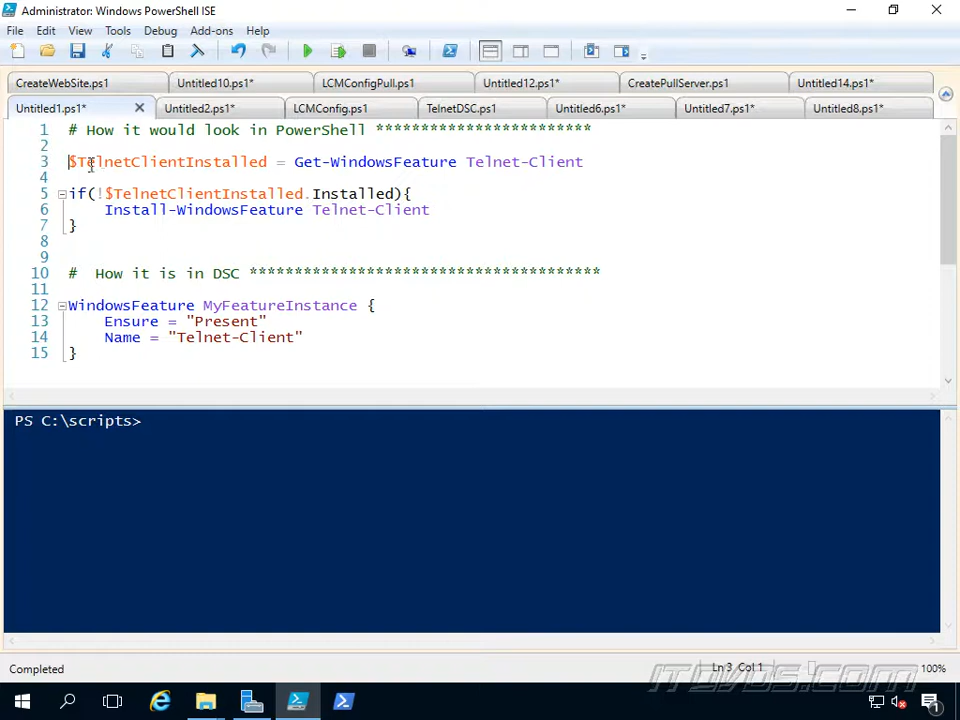 Administrator: Windows PowerShell ISE
File Edit View Tools Debug Add-ons Help
CreateWebSite.ps1 Untitled10.ps1* LCMConfigPull.ps1 Untitled12.ps1* CreatePullServer.ps1 Untitled14.ps1*
Untitled1.ps1* Untitled2.ps1* LCMConfig.ps1 TelnetDSC.ps1 Untitled6.ps1* Untitled7.ps1* Untitled8.ps1*
1 # How it would look in PowerShell ************************
2
3 $TelnetClientInstalled = Get-WindowsFeature Telnet-Client
4
5 if(!$TelnetClientInstalled.Installed){
6 Install-WindowsFeature Telnet-Client
7 }
8
9
10 #  How it is in DSC ***************************************
11
12 WindowsFeature MyFeatureInstance {
13 Ensure = "Present"
14 Name = "Telnet-Client"
15 }
PS C:\scripts>
Completed Ln 3 Col 1 100%
ITdvds.com
1